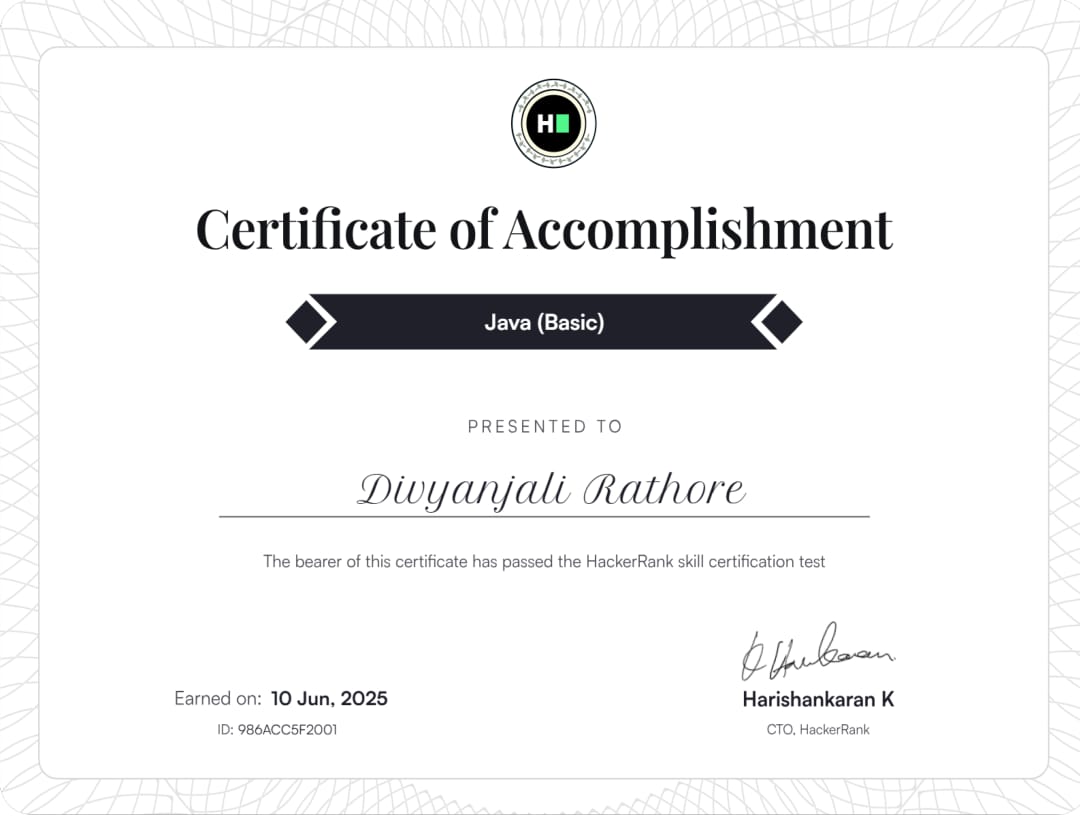 H
Certificate of Accomplishment
Java (Basic)
PRESENTED TO
Divyanjali Rathore
The bearer of this certificate has passed the HackerRank skill certification test
Earned on: 10 Jun, 2025
ID: 986ACC5F2001
Harishankaran K
CTO, HackerRank